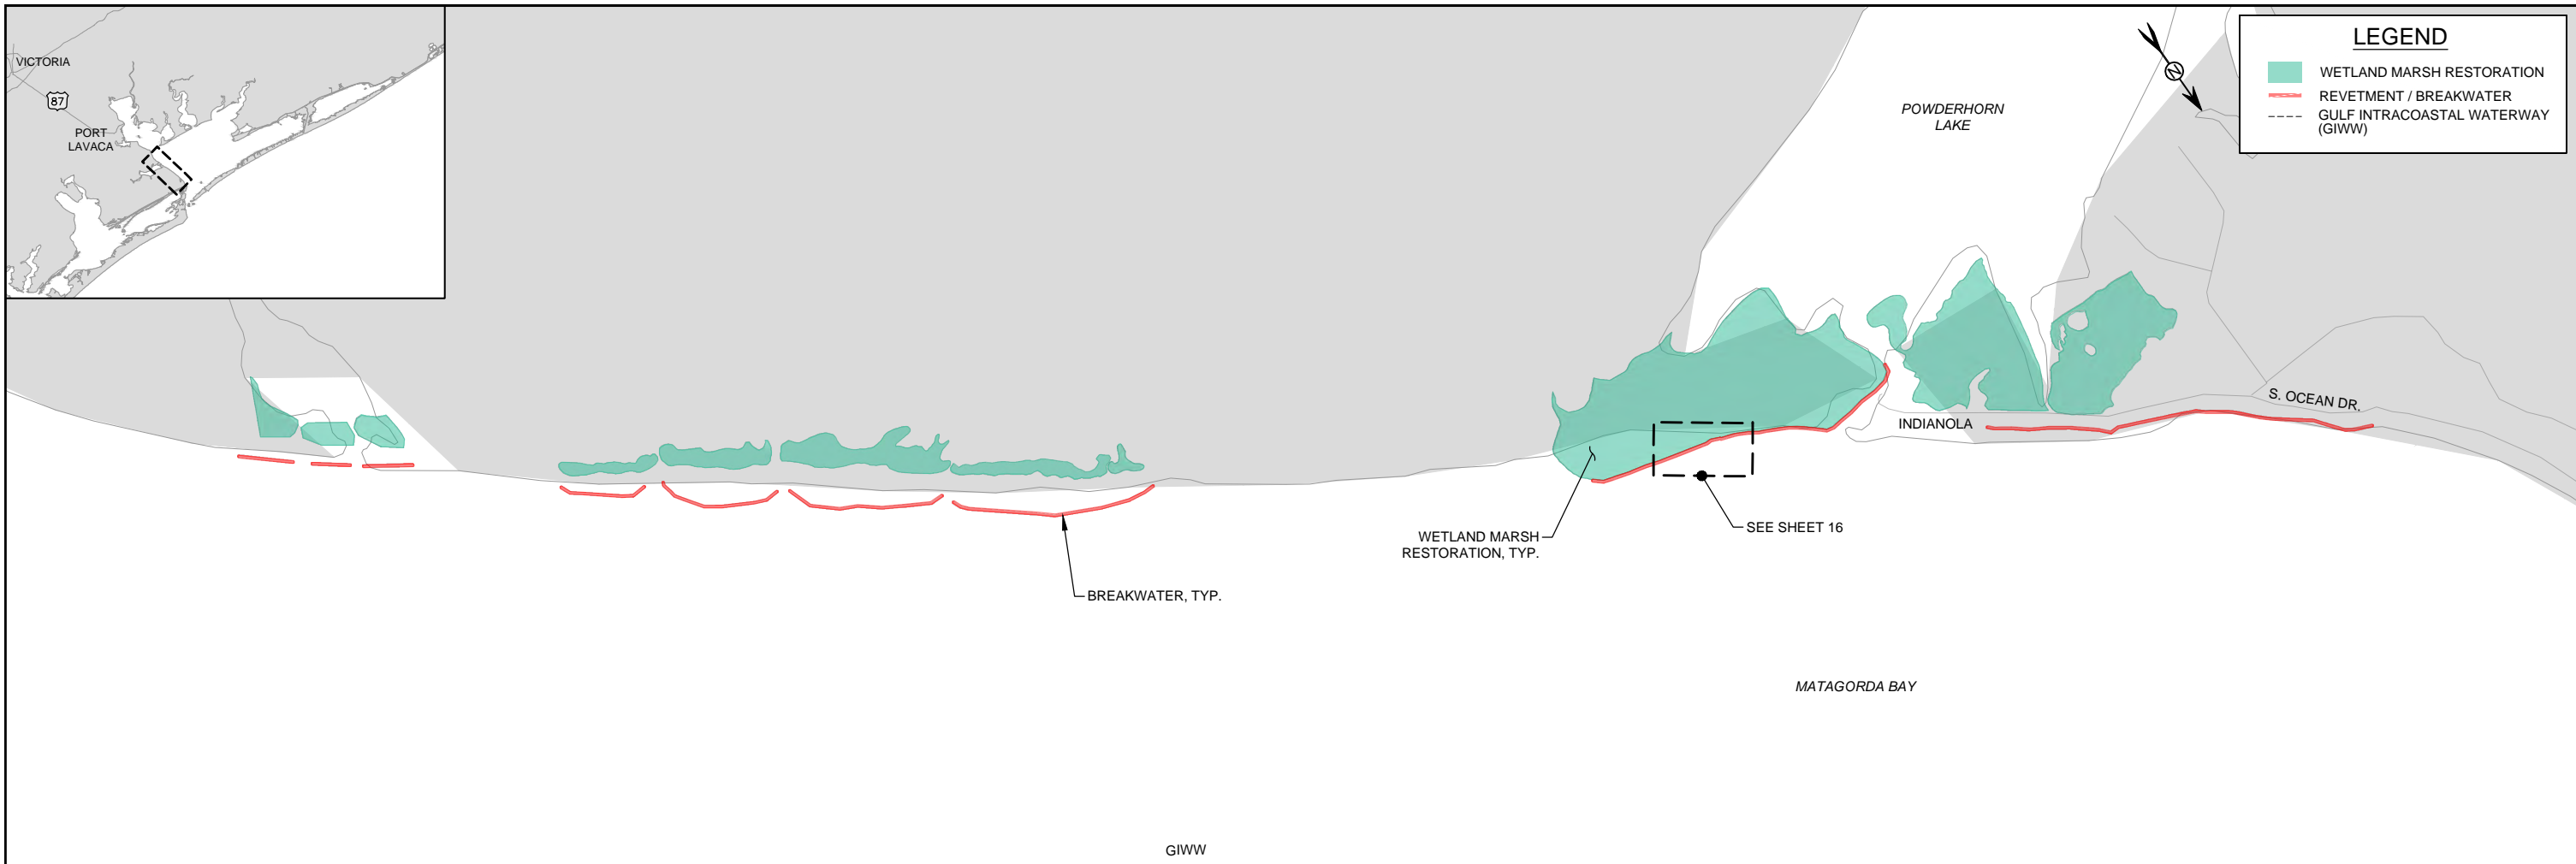 VICTORIA
87
PORT
LAVACA
POWDERHORN
LAKE
N
LEGEND
WETLAND MARSH RESTORATION
REVETMENT / BREAKWATER
GULF INTRACOASTAL WATERWAY
(GIWW)
S. OCEAN DR.
INDIANOLA
SEE SHEET 16
WETLAND MARSH
RESTORATION, TYP.
BREAKWATER, TYP.
MATAGORDA BAY
GIWW